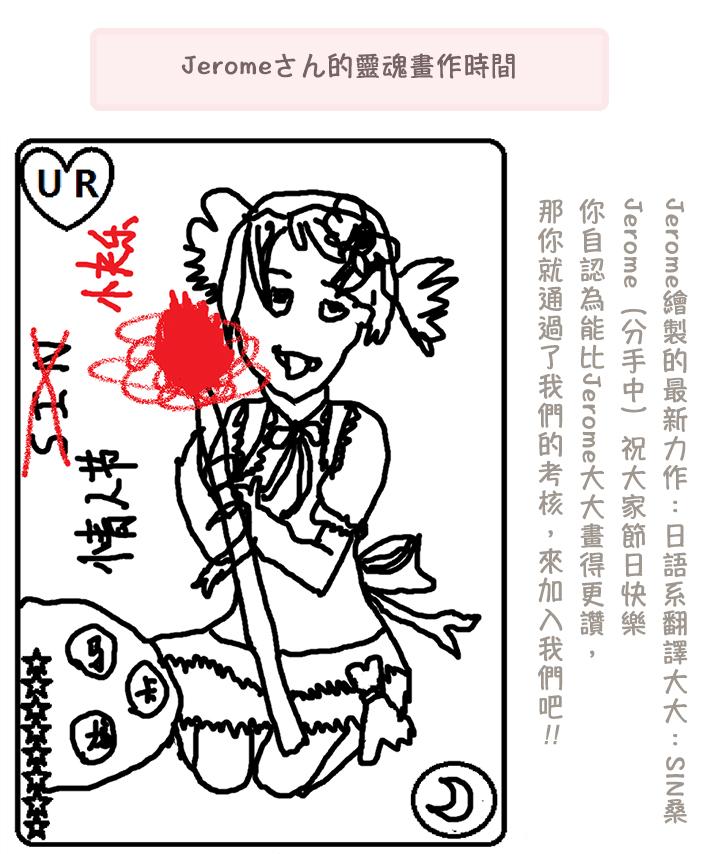 Jeromeさん的靈魂畫作時間
Jerome繪製的最新力作：日語系翻譯大大：SIN桑
Jerome（分手中）祝大家節日快樂
你自認為能比Jerome大大畫得更讚，
那你就通過了我們的考核，來加入我們吧!!
UR
快乐
SIN
情人节
巧
卡